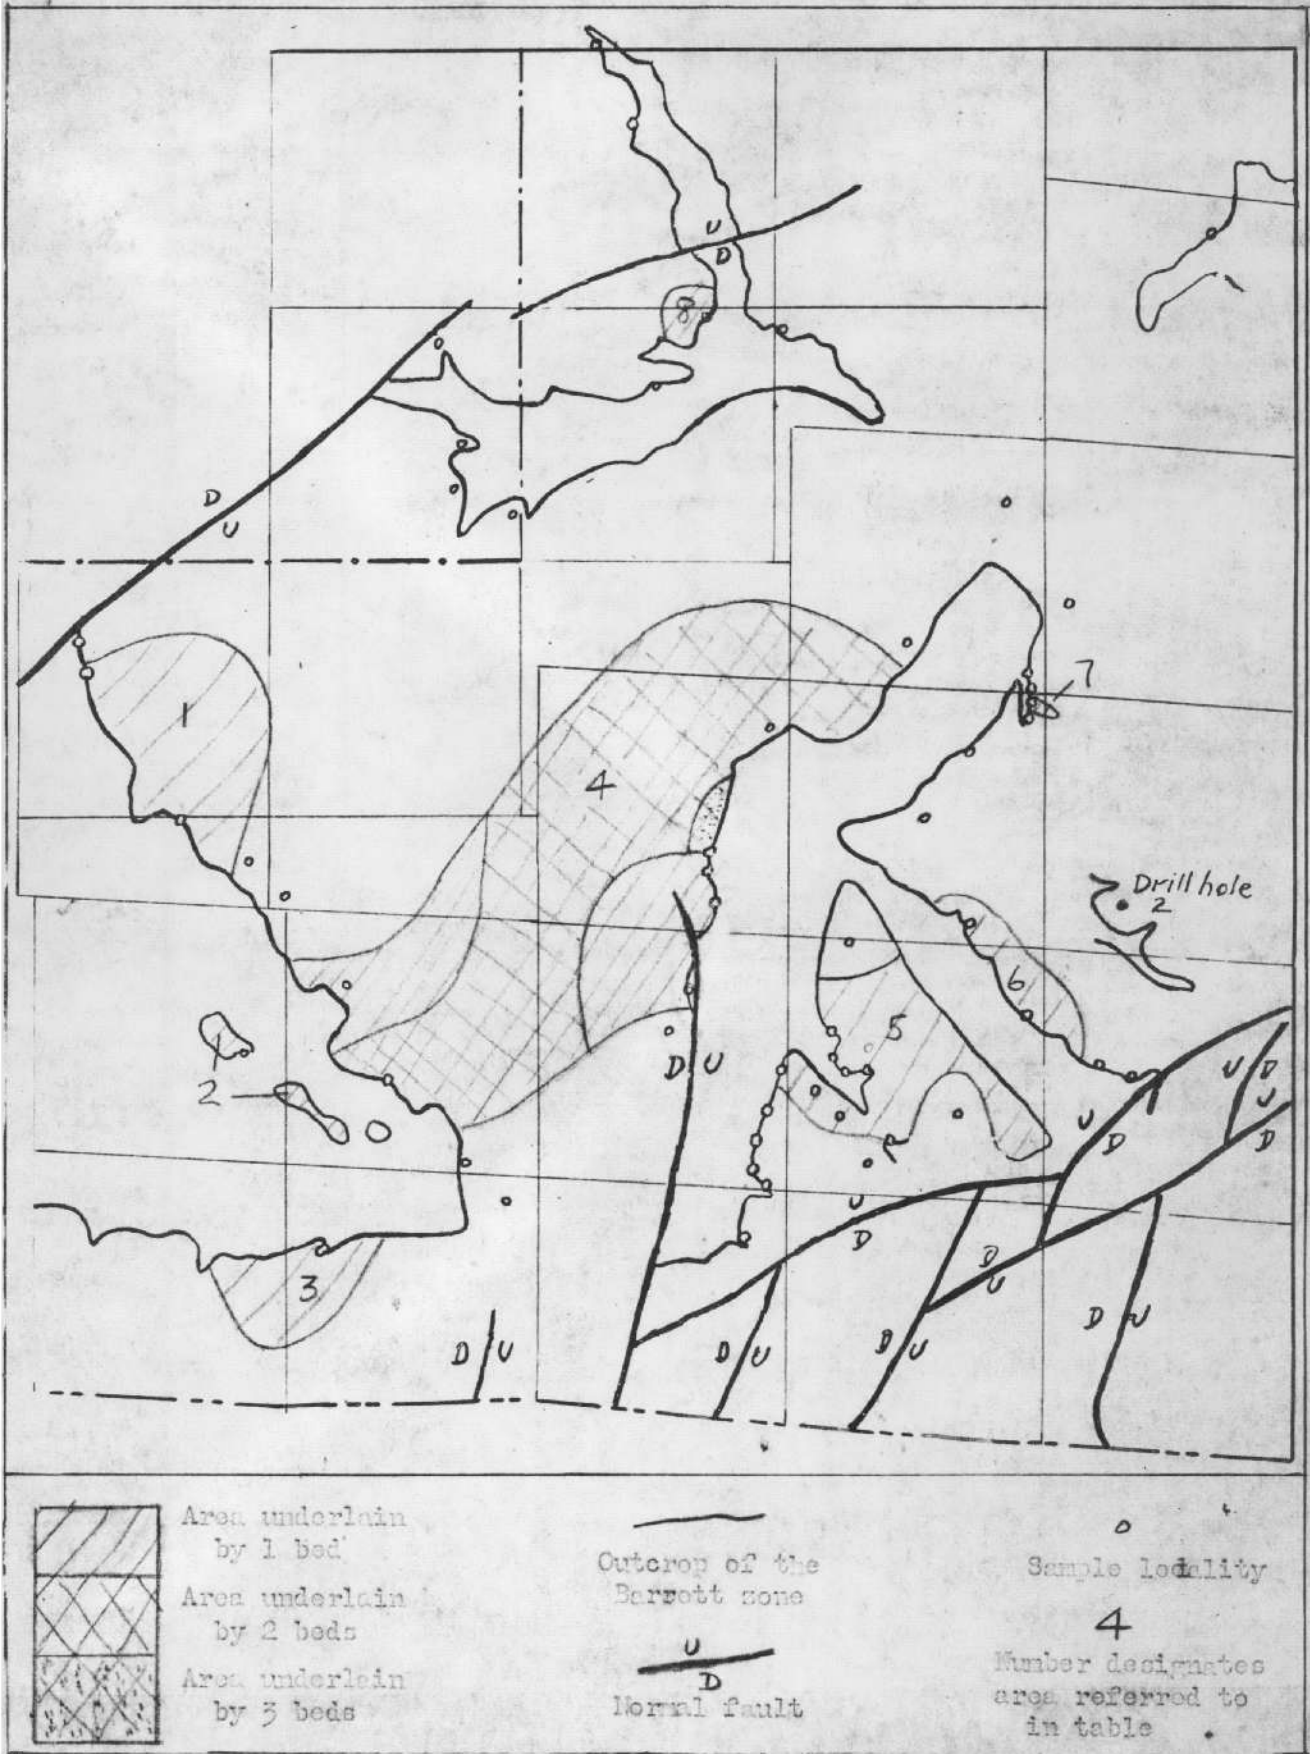 U
D
8
D
U
7
1
4
Drill hole
2
6
5
2
D U
U D
U
U
D
D
U
D
3
D
U
D U
D U
D U
D U
Area underlain
by 1 bed
Area underlain
by 2 beds
Area underlain
by 3 beds
Outcrop of the
Barrett zone
U
D
Normal fault
Sample locality
4
Number designates
area referred to
in table